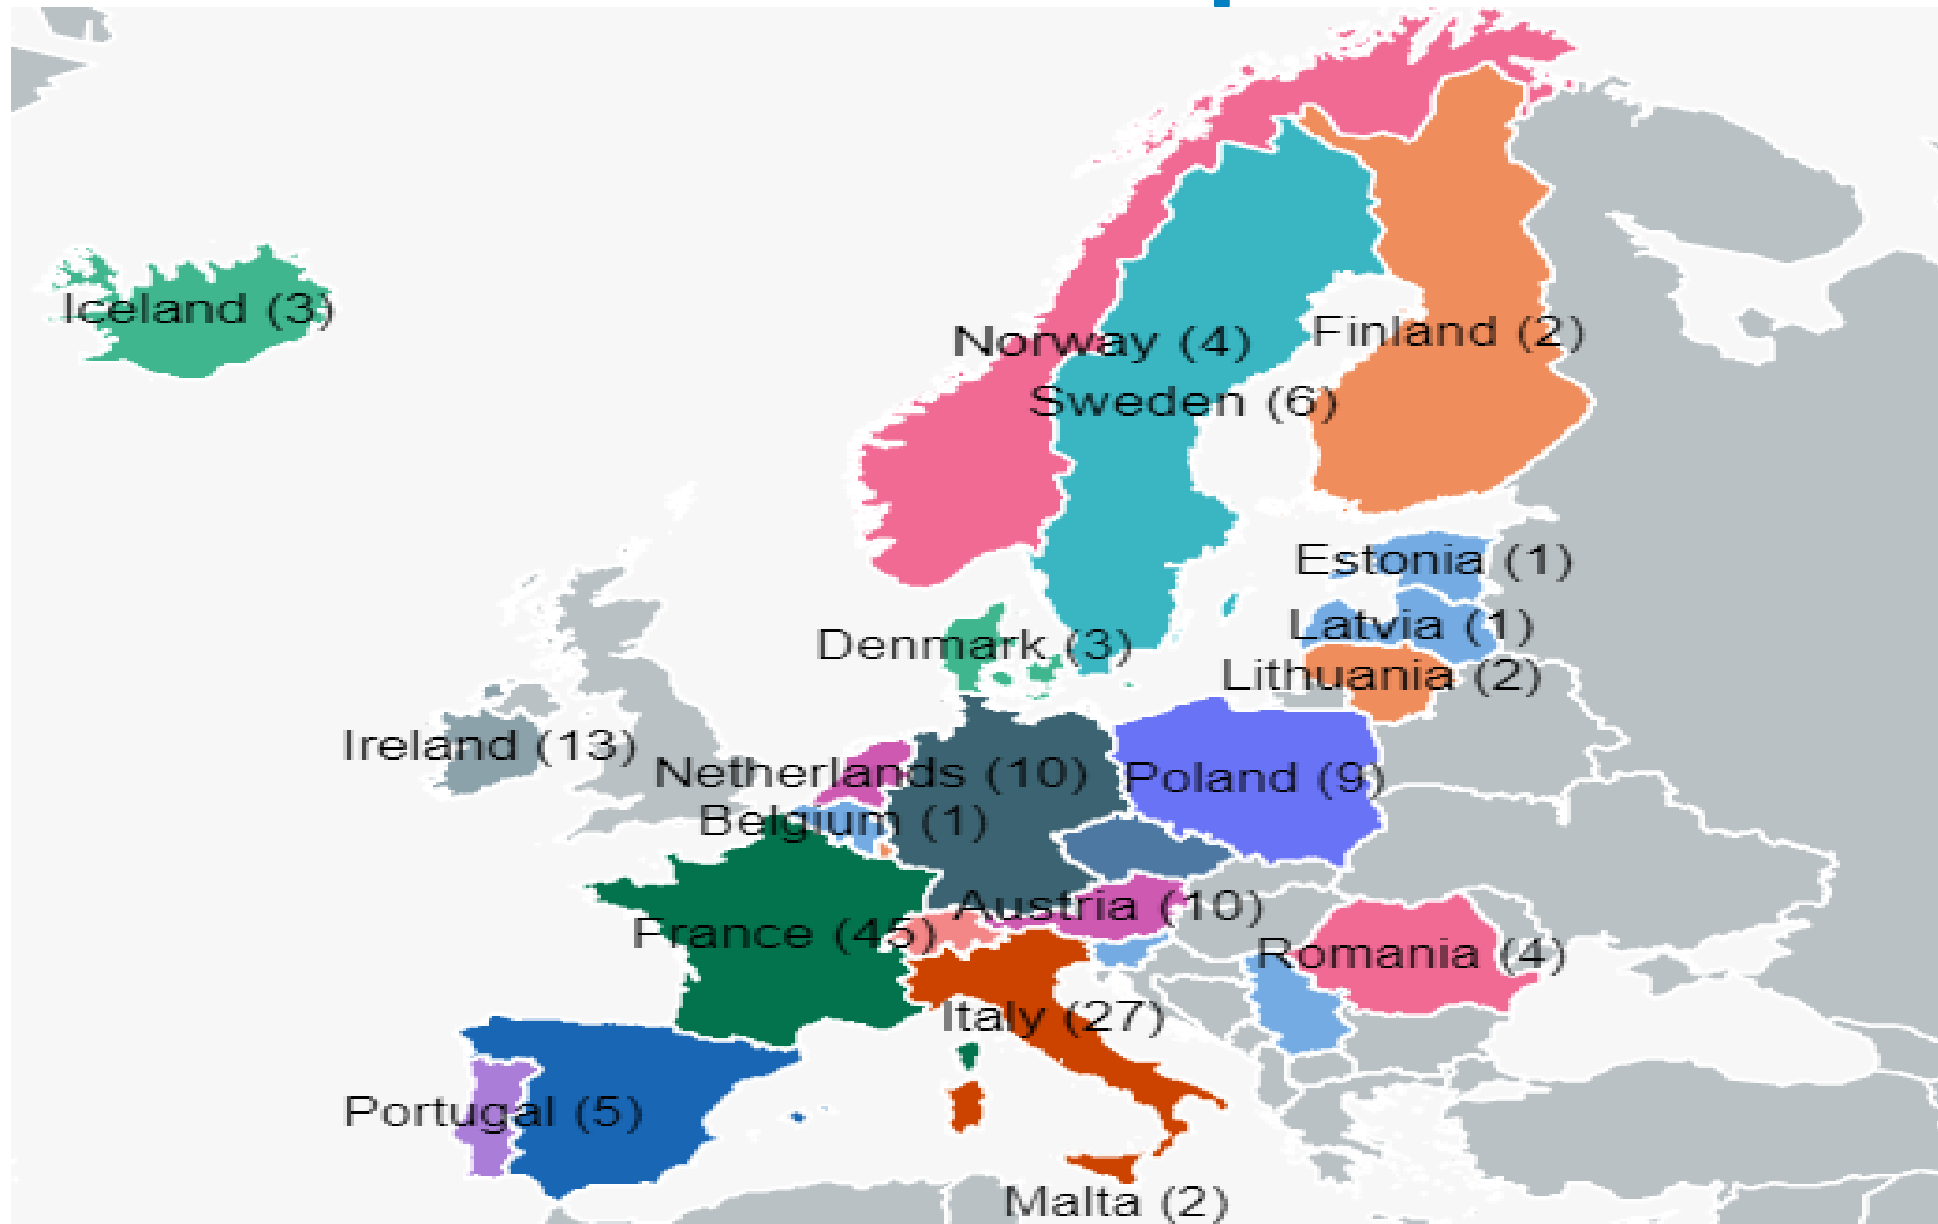 Iceland (3)
Norway (4)
Finland (2)
Sweden (6)
Estonia (1)
Latvia (1)
Denmark (3)
Lithuania (2)
Ireland (13)
Netherlands (10)
Poland (9)
Belgium (1)
Austria (10)
France (45)
Romania (4)
Italy (27)
Portugal (5)
Malta (2)